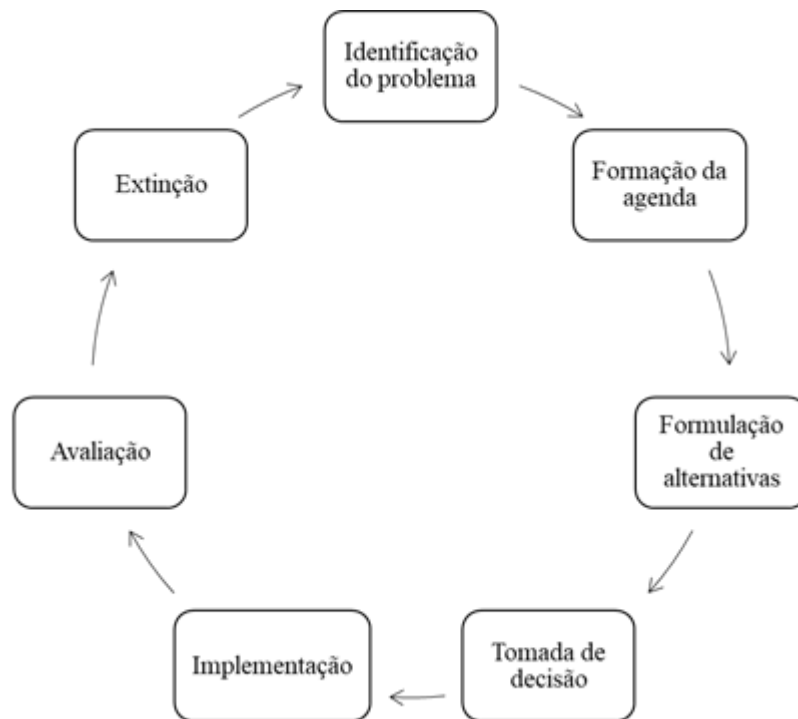 Identificação
do problema
Formação da
agenda
Formulação
de
alternativas
Tomada de
decisão
Implementação
Avaliação
Extinção